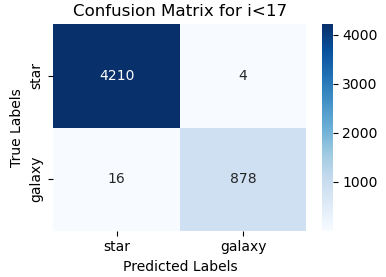 Confusion Matrix for i<17
True Labels
star
galaxy
4210
4
16
878
star
galaxy
Predicted Labels
4000
3000
2000
1000